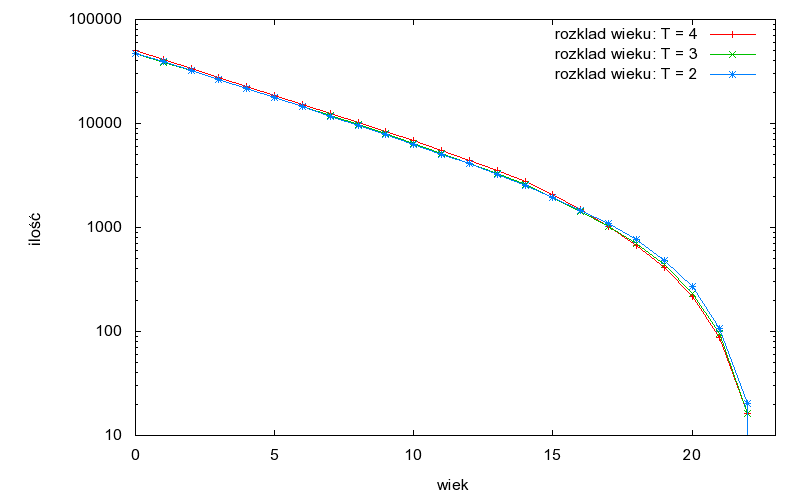 100000
10000
1000
100
10
ilość
0 5 10 15 20
wiek
rozklad wieku: T = 4
rozklad wieku: T = 3
rozklad wieku: T = 2